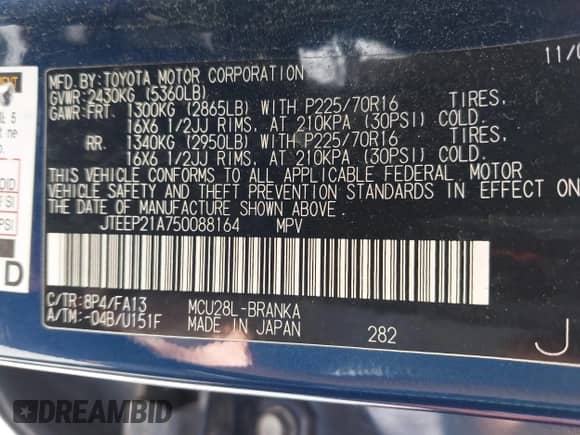 11/0
MFD.BY:TOYOTA MOTOR CORPORATION
GVWR:2430KG (5360LB)
GAWR:FRT. 1300KG (2865LB) WITH P225/70R16 TIRES,
16X6 1/2JJ RIMS, AT 210KPA (30PSI) COLD.
RR. 1340KG (2950LB) WITH P225/70R16 TIRES,
16X6 1/2JJ RIMS, AT 210KPA (30PSI) COLD.
THIS VEHICLE CONFORMS TO ALL APPLICABLE FEDERAL MOTOR
VEHICLE SAFETY AND THEFT PREVENTION STANDARDS IN EFFECT ON
THE DATE OF MANUFACTURE SHOWN ABOVE.
JTEEP21A750088164 MPV
C/TR:8P4/FA13 MCU28L-BRANKA
A/TM:-04B/U151F MADE IN JAPAN 282
J
5
t ne
o.
OID
PSI
D
DREAMBID